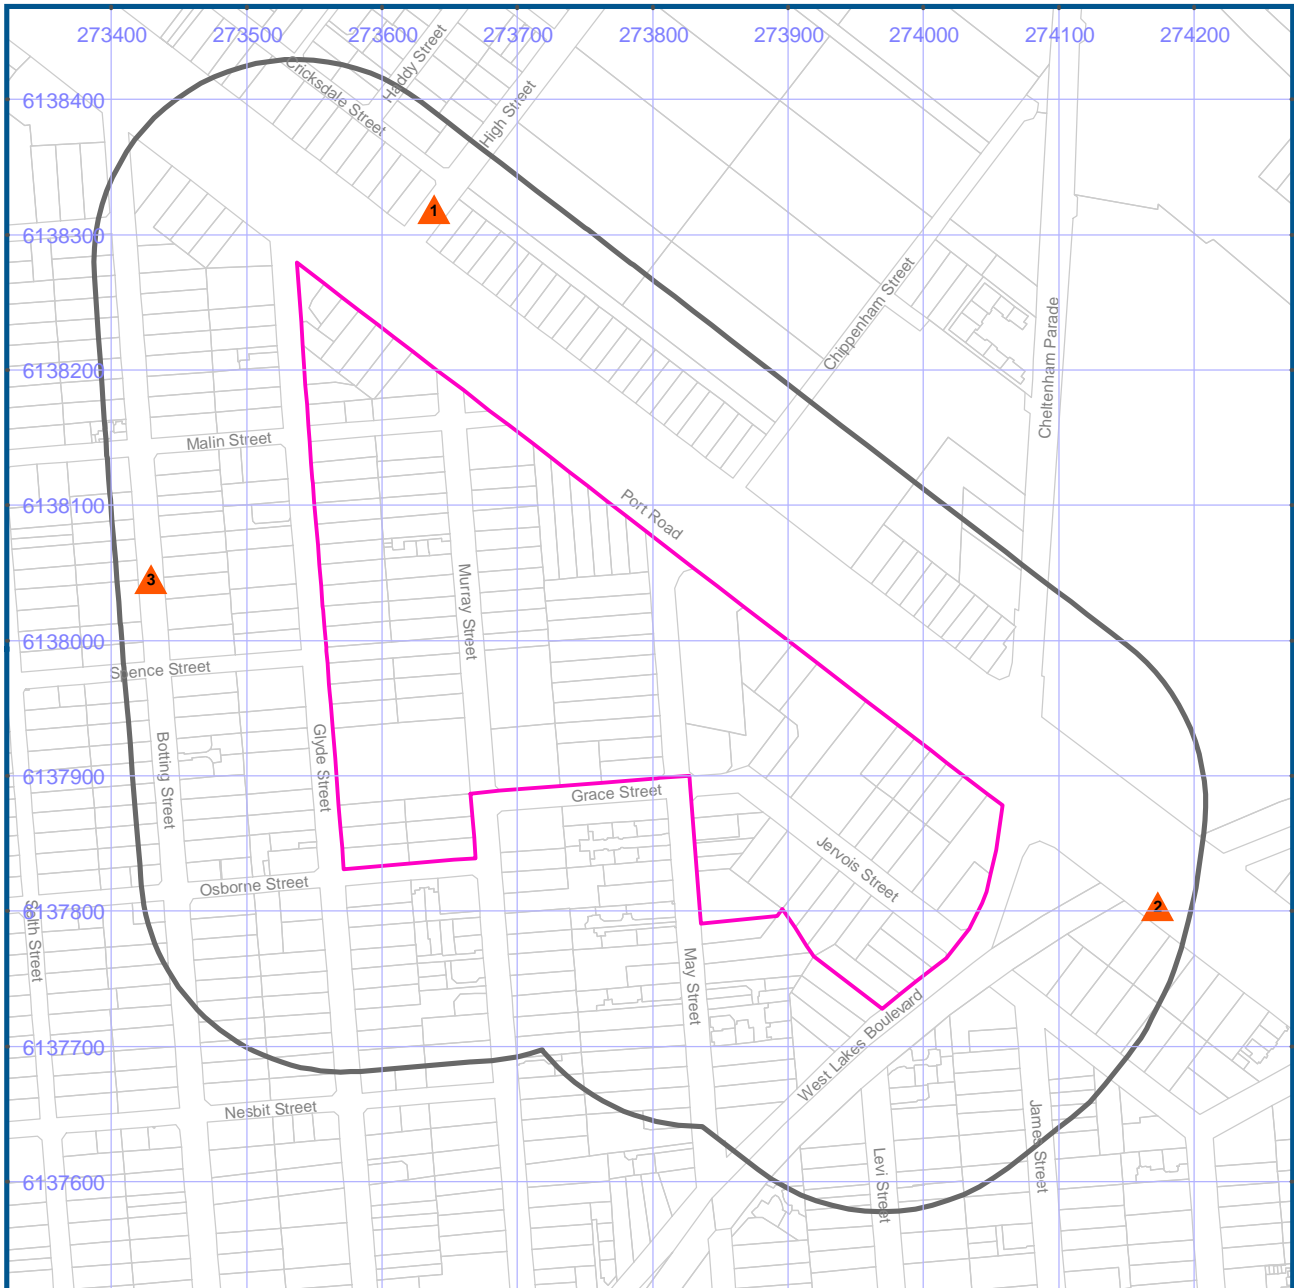 273400 273500 273600 273700 273800 273900 274000 274100 274200
Haddy Street
Cricksdale Street
High Street
6138400
1
6138300
Chippenham Street
Cheltenham Parade
6138200
Malin Street
6138100
Port Road
3
Murray Street
6138000
Spence Street
Glyde Street
Botting Street
6137900
Grace Street
Jervois Street
Osborne Street
6137800
2
May Street
West Lakes Boulevard
6137700
Nesbit Street
James Street
Levi Street
6137600